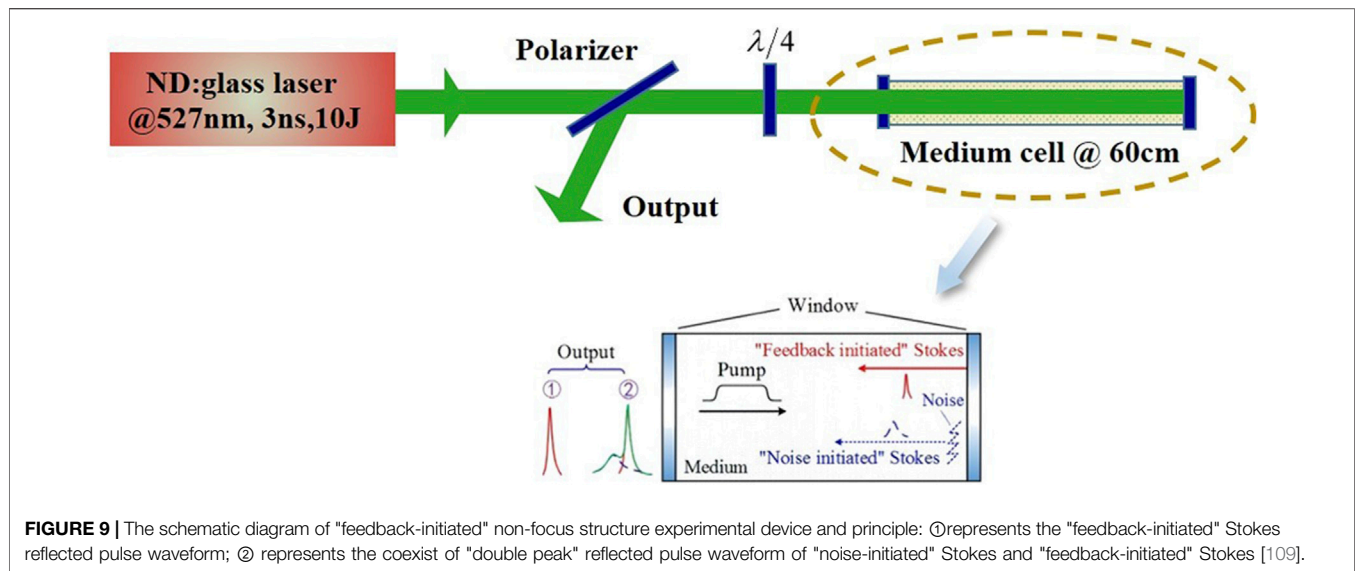 Polarizer
λ/4
ND:glass laser
@527nm, 3ns,10J
Medium cell @ 60cm
Output
Window
Output
"Feedback initiated" Stokes
① ②
Pump
Noise
"Noise initiated" Stokes
Medium
FIGURE 9 | The schematic diagram of "feedback-initiated" non-focus structure experimental device and principle: ①represents the "feedback-initiated" Stokes
reflected pulse waveform; ② represents the coexist of "double peak" reflected pulse waveform of "noise-initiated" Stokes and "feedback-initiated" Stokes [109].